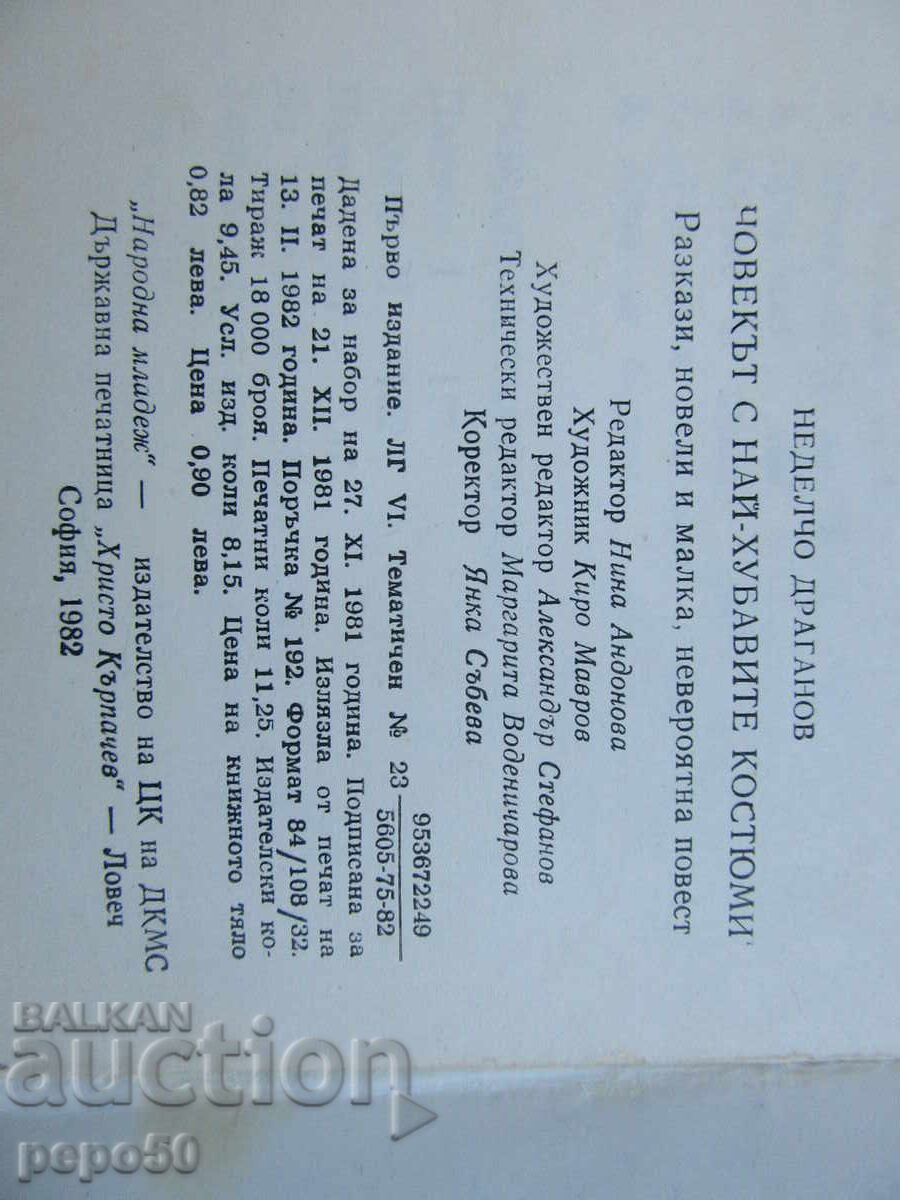 НЕДЕЛЧО ДРАГАНОВ
ЧОВЕКЪТ С НАЙ-ХУБАВИТЕ КОСТЮМИ
Разкази, новели и малка, невероятна повест
Редактор Нина Андонова
Художник Киро Мавров
Художествен редактор Александър Стефанов
Технически редактор Маргарита Воденичарова
Коректор Янка Събева
Първо издание. ЛГ VI. Тематичен № 23 95367 2249
5605-75-82
Дадена за набор на 27. XI. 1981 година. Подписана за
печат на 21. XII. 1981 година. Излязла от печат на
13. II. 1982 година. Поръчка № 192. Формат 84/108/32.
Тираж 18 000 броя. Печатни коли 11,25. Издателски ко-
ла 9,45. Усл. изд. коли 8,15. Цена на книжното тяло
0,82 лева. Цена 0,90 лева.
„Народна младеж“ — издателство на ЦК на ДКМС
Държавна печатница „Христо Кърпачев“ — Ловеч
София, 1982
BALKAN
auction
pepo50